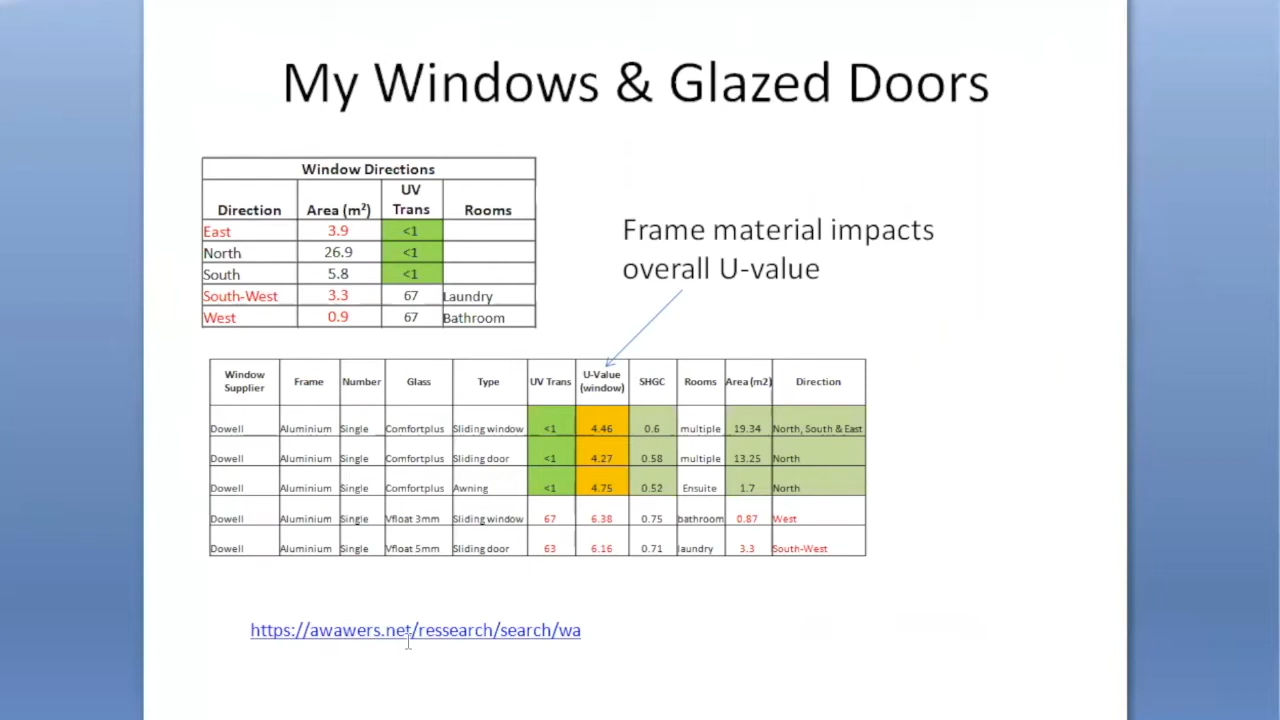 My Windows & Glazed Doors
Window Directions
Direction Area (m²) UV Trans Rooms
East 3.9 <1
North 26.9 <1
South 5.8 <1
South-West 3.3 67 Laundry
West 0.9 67 Bathroom
Frame material impacts
overall U-value
Window Supplier Frame Number Glass Type UV Trans U-Value (window) SHGC Rooms Area (m2) Direction
Dowell Aluminium Single Comfortplus Sliding window <1 4.46 0.6 multiple 19.34 North, South & East
Dowell Aluminium Single Comfortplus Sliding door <1 4.27 0.58 multiple 13.25 North
Dowell Aluminium Single Comfortplus Awning <1 4.75 0.52 Ensuite 1.7 North
Dowell Aluminium Single Vfloat 3mm Sliding window 67 6.38 0.75 bathroom 0.87 West
Dowell Aluminium Single Vfloat 5mm Sliding door 63 6.16 0.71 laundry 3.3 South-West
https://awawers.net/ressearch/search/wa